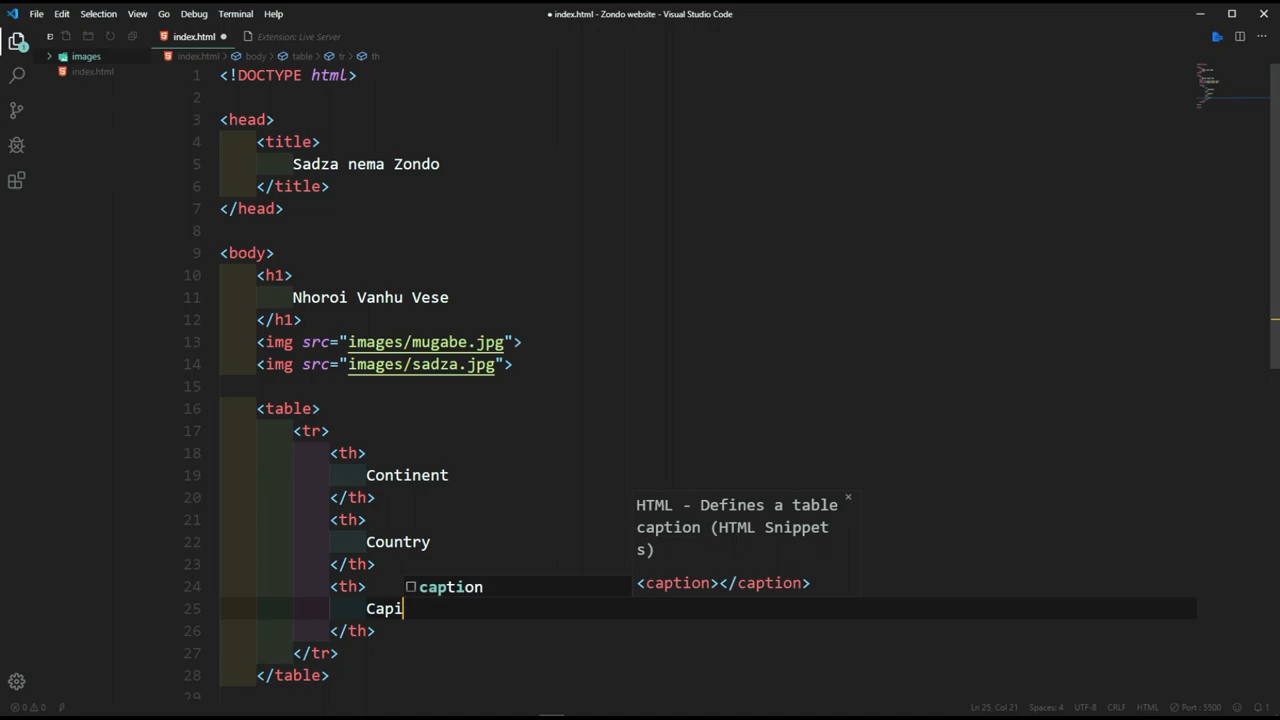 File Edit Selection View Go Debug Terminal Help
● index.html - Zondo website - Visual Studio Code
1
E
index.html ●
Extension: Live Server
images
index.html
index.html > body > table > tr > th
1 <!DOCTYPE html>
2
3 <head>
4 <title>
5 Sadza nema Zondo
6 </title>
7 </head>
8
9 <body>
10 <h1>
11 Nhoroi Vanhu Vese
12 </h1>
13 <img src="images/mugabe.jpg">
14 <img src="images/sadza.jpg">
15
16 <table>
17 <tr>
18 <th>
19 Continent
20 </th>
21 <th>
22 Country
23 </th>
24 <th>
25 Capi
26 </th>
27 </tr>
28 </table>
29
caption
HTML - Defines a table
caption (HTML Snippet
s)
<caption></caption>
0 0 Ln 25, Col 21 Spaces: 4 UTF-8 CRLF HTML Port : 5500 1